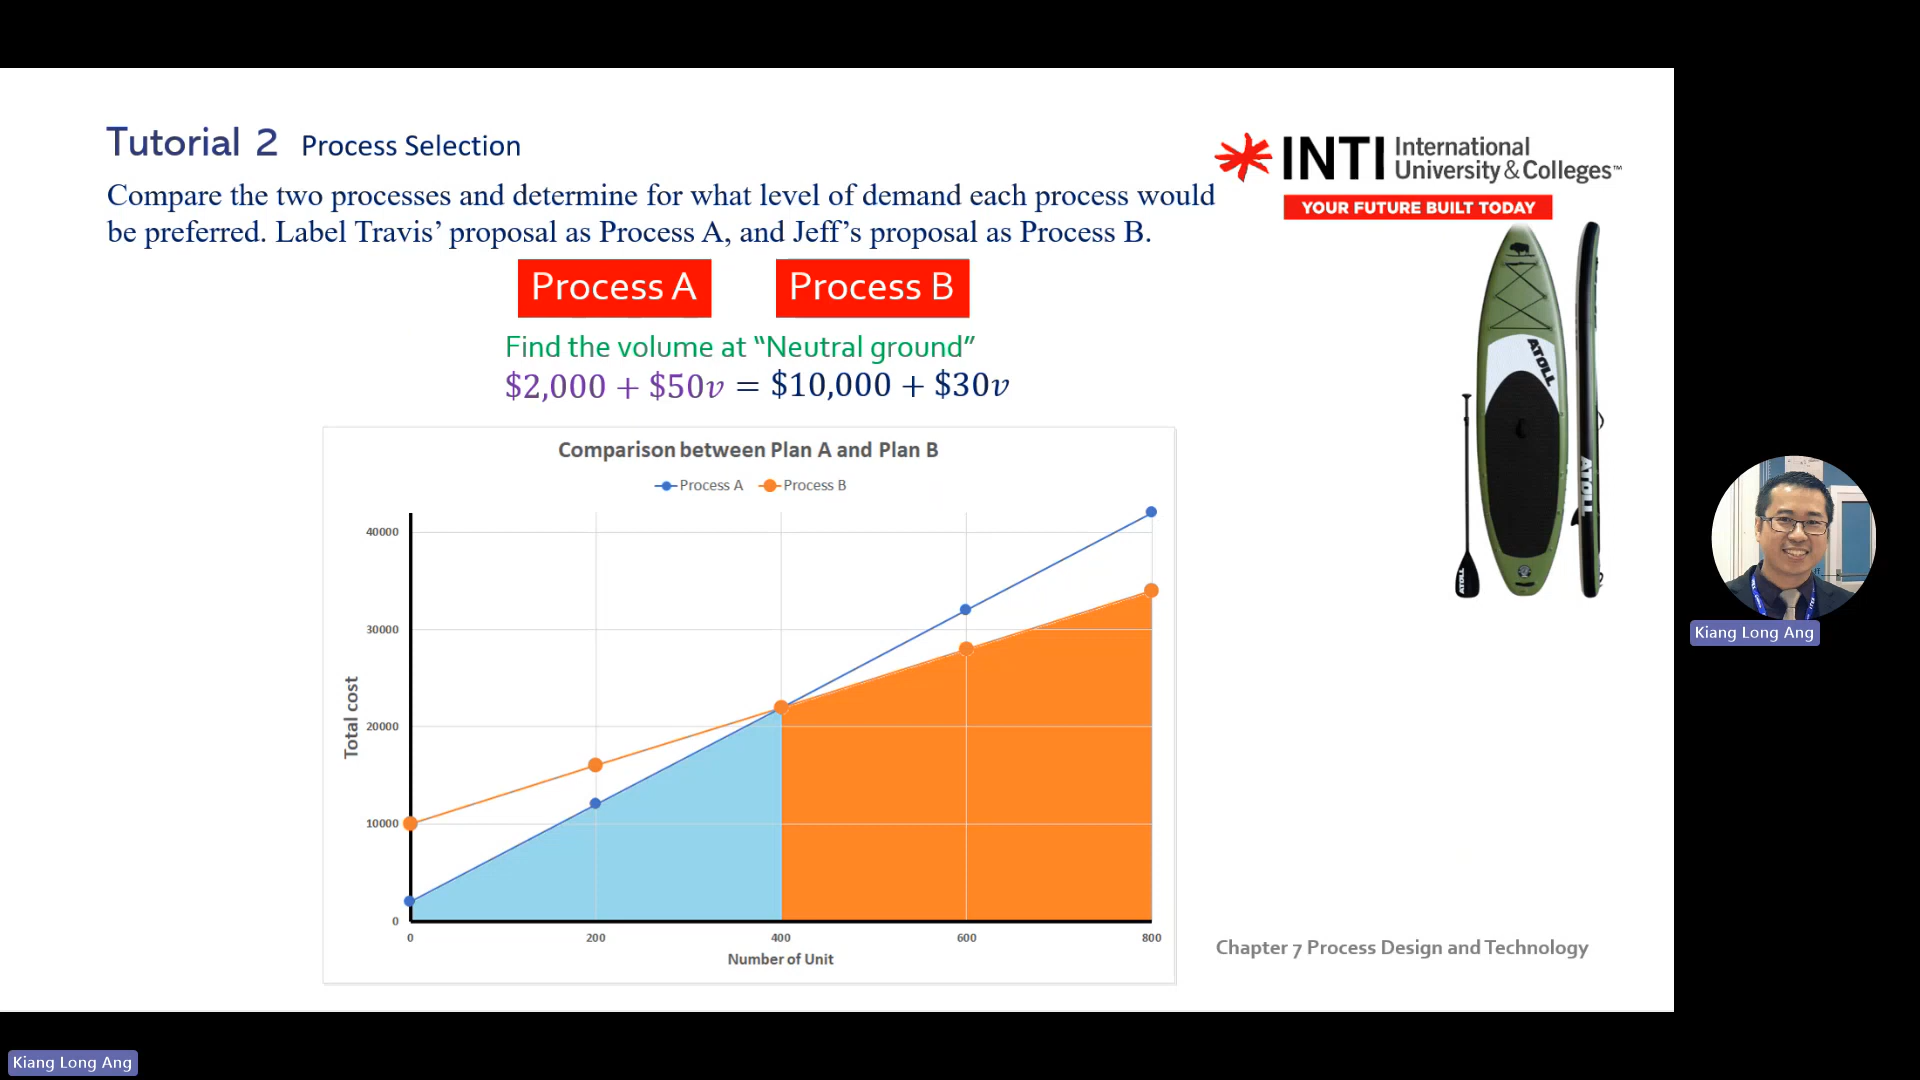 Tutorial 2 Process Selection
INTI International University & Colleges™
YOUR FUTURE BUILT TODAY
Compare the two processes and determine for what level of demand each process would
be preferred. Label Travis’ proposal as Process A, and Jeff’s proposal as Process B.
Process A Process B
Find the volume at “Neutral ground”
$2,000 + $50v = $10,000 + $30v
Comparison between Plan A and Plan B
Process A Process B
40000
30000
20000
10000
0
Total cost
0 200 400 600 800
Number of Unit
ATOLL
ATOLL
ATOLL
Kiang Long Ang
Chapter 7 Process Design and Technology
Kiang Long Ang